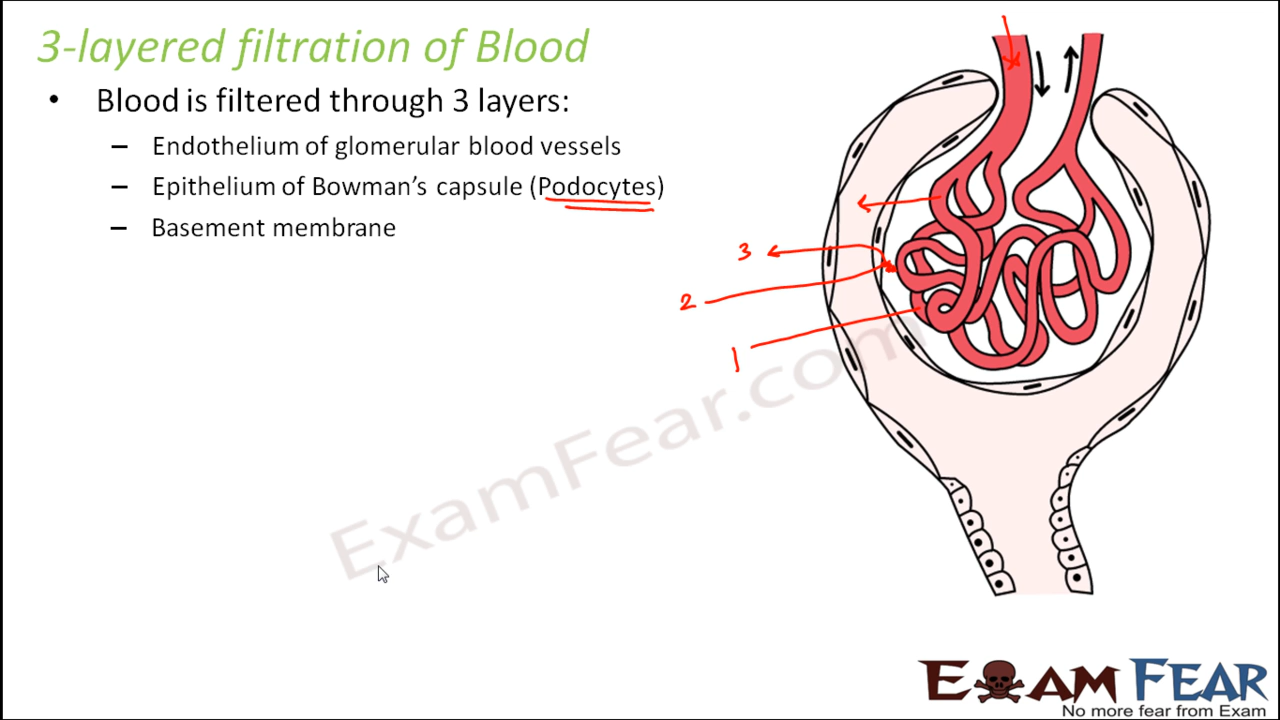 3-layered filtration of Blood
• Blood is filtered through 3 layers:
– Endothelium of glomerular blood vessels
– Epithelium of Bowman's capsule (Podocytes)
– Basement membrane
3
2
1
ExamFear.com
EXAM FEAR
No more fear from Exam